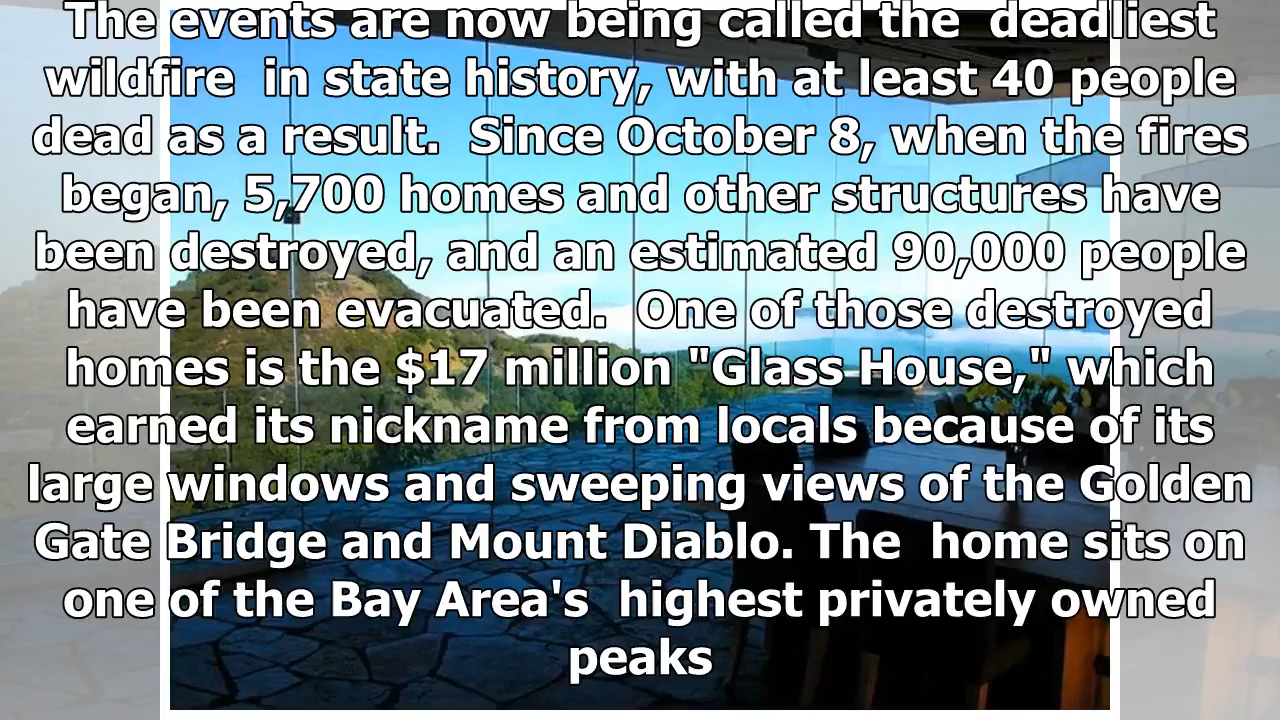 The events are now being called the  deadliest
wildfire  in state history, with at least 40 people
dead as a result.  Since October 8, when the fires
began, 5,700 homes and other structures have
been destroyed, and an estimated 90,000 people
have been evacuated.  One of those destroyed
homes is the $17 million "Glass House," which
earned its nickname from locals because of its
large windows and sweeping views of the Golden
Gate Bridge and Mount Diablo. The  home sits on
one of the Bay Area's  highest privately owned
peaks